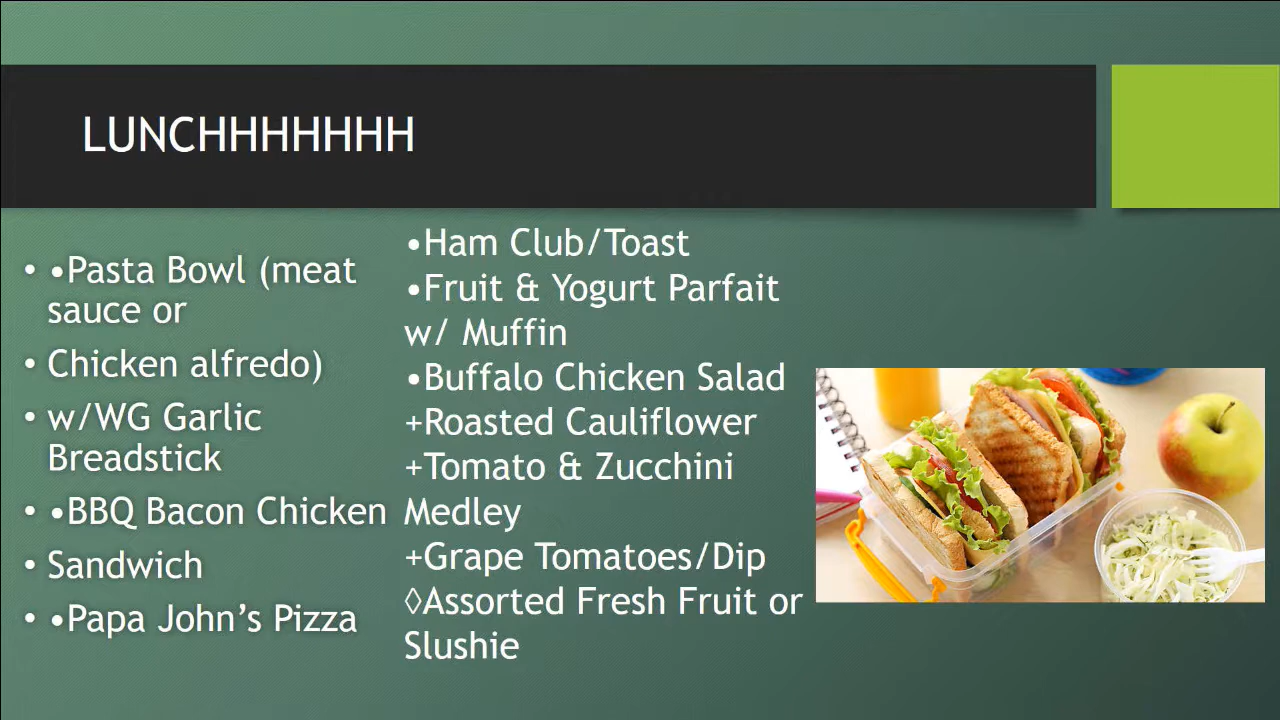 LUNCHHHHHHH
• •Pasta Bowl (meat
sauce or
• Chicken alfredo)
• w/WG Garlic
Breadstick
• •BBQ Bacon Chicken
• Sandwich
• •Papa John’s Pizza
•Ham Club/Toast
•Fruit & Yogurt Parfait
w/ Muffin
•Buffalo Chicken Salad
+Roasted Cauliflower
+Tomato & Zucchini
Medley
+Grape Tomatoes/Dip
◊Assorted Fresh Fruit or
Slushie